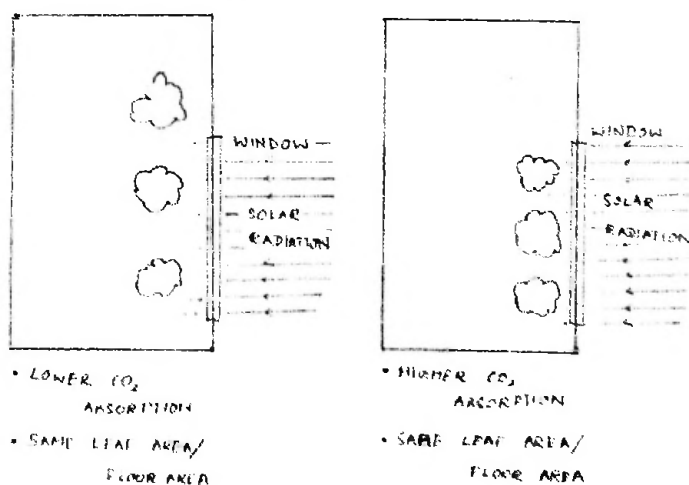 WINDOW
SOLAR
RADIATION
• LOWER CO₂
ABSORPTION
• SAME LEAF AREA/
FLOOR AREA
WINDOW
SOLAR
RADIATION
• HIGHER CO₂
ABSORPTION
• SAME LEAF AREA/
FLOOR AREA